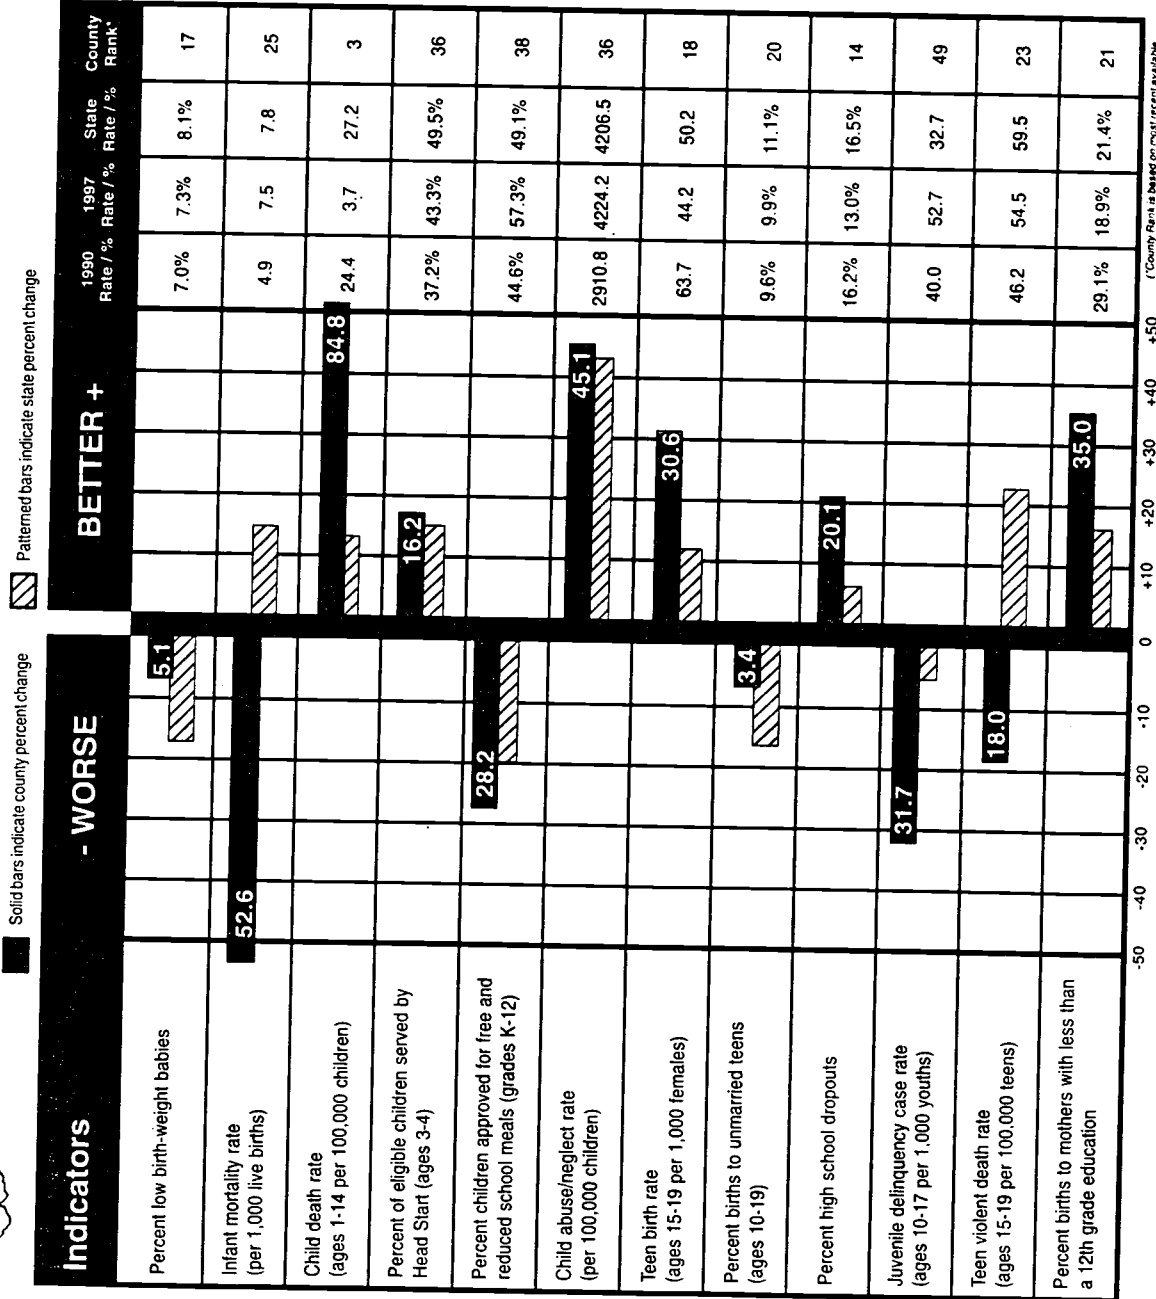 Solid bars indicate county percent change
Patterned bars indicate state percent change
Indicators
- WORSE
BETTER +
1990
Rate / %
1997
Rate / %
State
Rate / %
County
Rank*
Percent low birth-weight babies
5.1
7.0%
7.3%
8.1%
17
Infant mortality rate
(per 1,000 live births)
52.6
4.9
7.5
7.8
25
Child death rate
(ages 1-14 per 100,000 children)
84.8
24.4
3.7
27.2
3
Percent of eligible children served by
Head Start (ages 3-4)
16.2
37.2%
43.3%
49.5%
36
Percent children approved for free and
reduced school meals (grades K-12)
28.2
44.6%
57.3%
49.1%
38
Child abuse/neglect rate
(per 100,000 children)
45.1
2910.8
4224.2
4206.5
36
Teen birth rate
(ages 15-19 per 1,000 females)
30.6
63.7
44.2
50.2
18
Percent births to unmarried teens
(ages 10-19)
3.4
9.6%
9.9%
11.1%
20
Percent high school dropouts
20.1
16.2%
13.0%
16.5%
14
Juvenile delinquency case rate
(ages 10-17 per 1,000 youths)
31.7
40.0
52.7
32.7
49
Teen violent death rate
(ages 15-19 per 100,000 teens)
18.0
46.2
54.5
59.5
23
Percent births to mothers with less than
a 12th grade education
35.0
29.1%
18.9%
21.4%
21
-50
-40
-30
-20
-10
0
+10
+20
+30
+40
+50
(*County Rank is based on most recent available